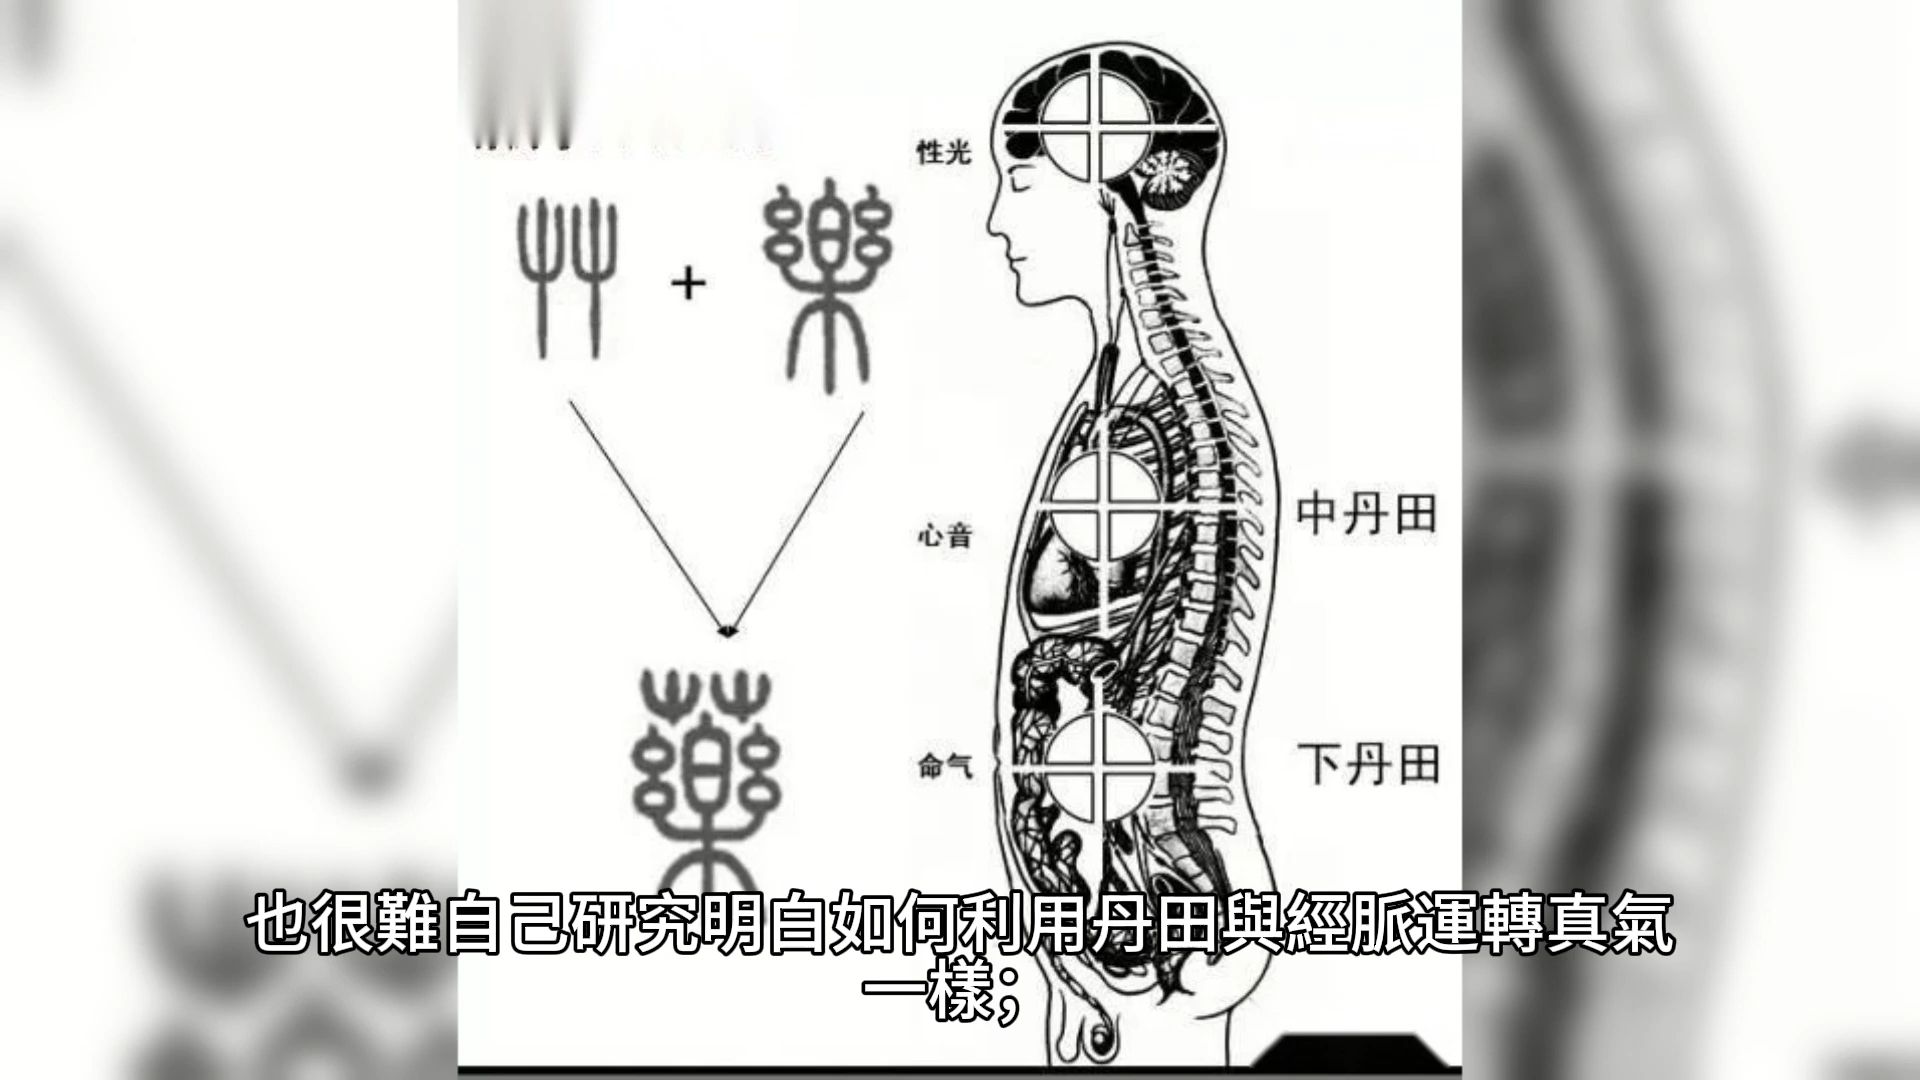 性光
艸 + 樂
心音
中丹田
命气
下丹田
藥
也很難自己研究明白如何利用丹田與經脈運轉真氣
一樣；